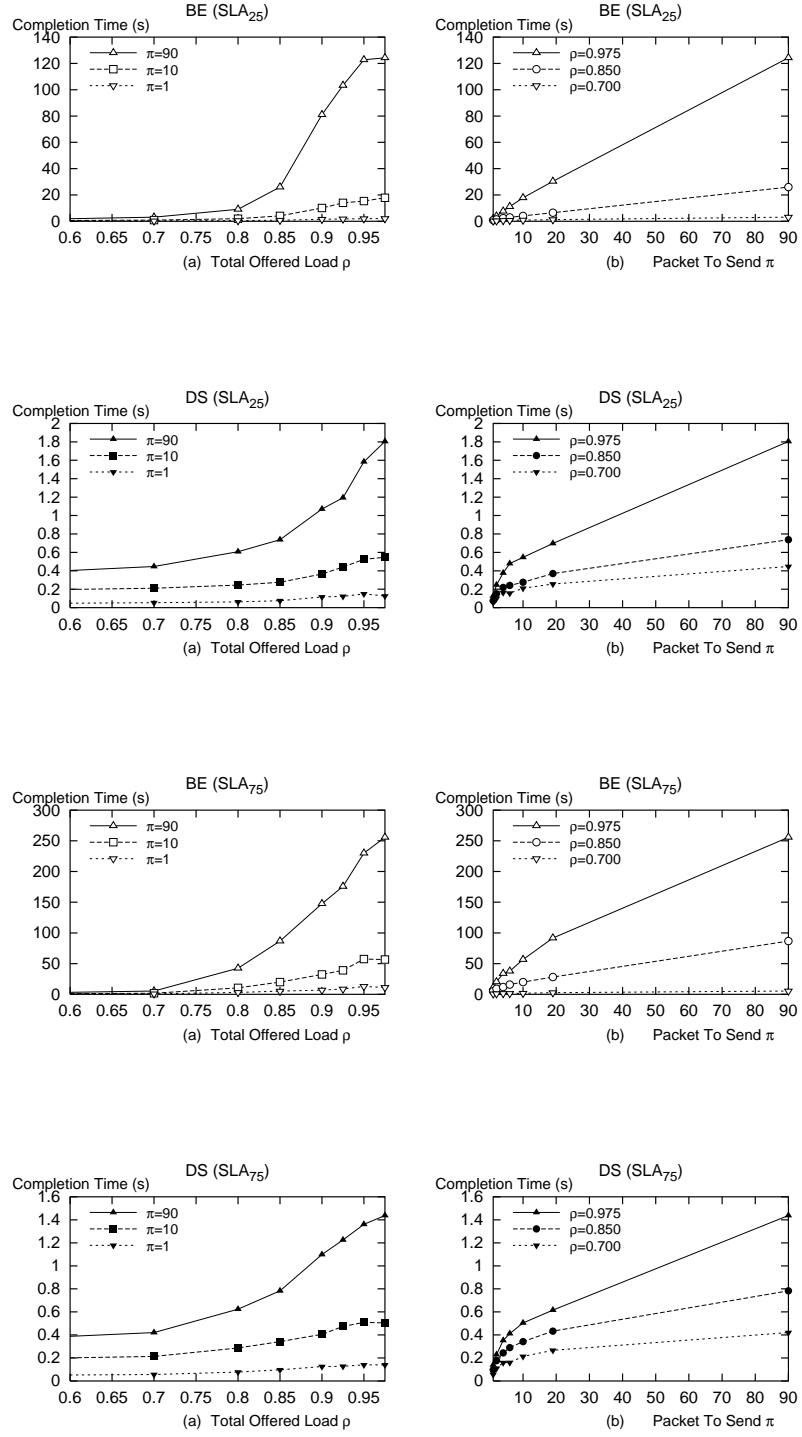 BE (SLA25)
Completion Time (s)
140
120
100
80
60
40
20
0
π=90
π=10
π=1
0.6 0.65 0.7 0.75 0.8 0.85 0.9 0.95
(a) Total Offered Load ρ
BE (SLA25)
Completion Time (s)
140
120
100
80
60
40
20
0
ρ=0.975
ρ=0.850
ρ=0.700
10 20 30 40 50 60 70 80 90
(b) Packet To Send π
DS (SLA25)
Completion Time (s)
2
1.8
1.6
1.4
1.2
1
0.8
0.6
0.4
0.2
0
π=90
π=10
π=1
0.6 0.65 0.7 0.75 0.8 0.85 0.9 0.95
(a) Total Offered Load ρ
DS (SLA25)
Completion Time (s)
2
1.8
1.6
1.4
1.2
1
0.8
0.6
0.4
0.2
0
ρ=0.975
ρ=0.850
ρ=0.700
10 20 30 40 50 60 70 80 90
(b) Packet To Send π
BE (SLA75)
Completion Time (s)
300
250
200
150
100
50
0
π=90
π=10
π=1
0.6 0.65 0.7 0.75 0.8 0.85 0.9 0.95
(a) Total Offered Load ρ
BE (SLA75)
Completion Time (s)
300
250
200
150
100
50
0
ρ=0.975
ρ=0.850
ρ=0.700
10 20 30 40 50 60 70 80 90
(b) Packet To Send π
DS (SLA75)
Completion Time (s)
1.6
1.4
1.2
1
0.8
0.6
0.4
0.2
0
π=90
π=10
π=1
0.6 0.65 0.7 0.75 0.8 0.85 0.9 0.95
(a) Total Offered Load ρ
DS (SLA75)
Completion Time (s)
1.6
1.4
1.2
1
0.8
0.6
0.4
0.2
0
ρ=0.975
ρ=0.850
ρ=0.700
10 20 30 40 50 60 70 80 90
(b) Packet To Send π